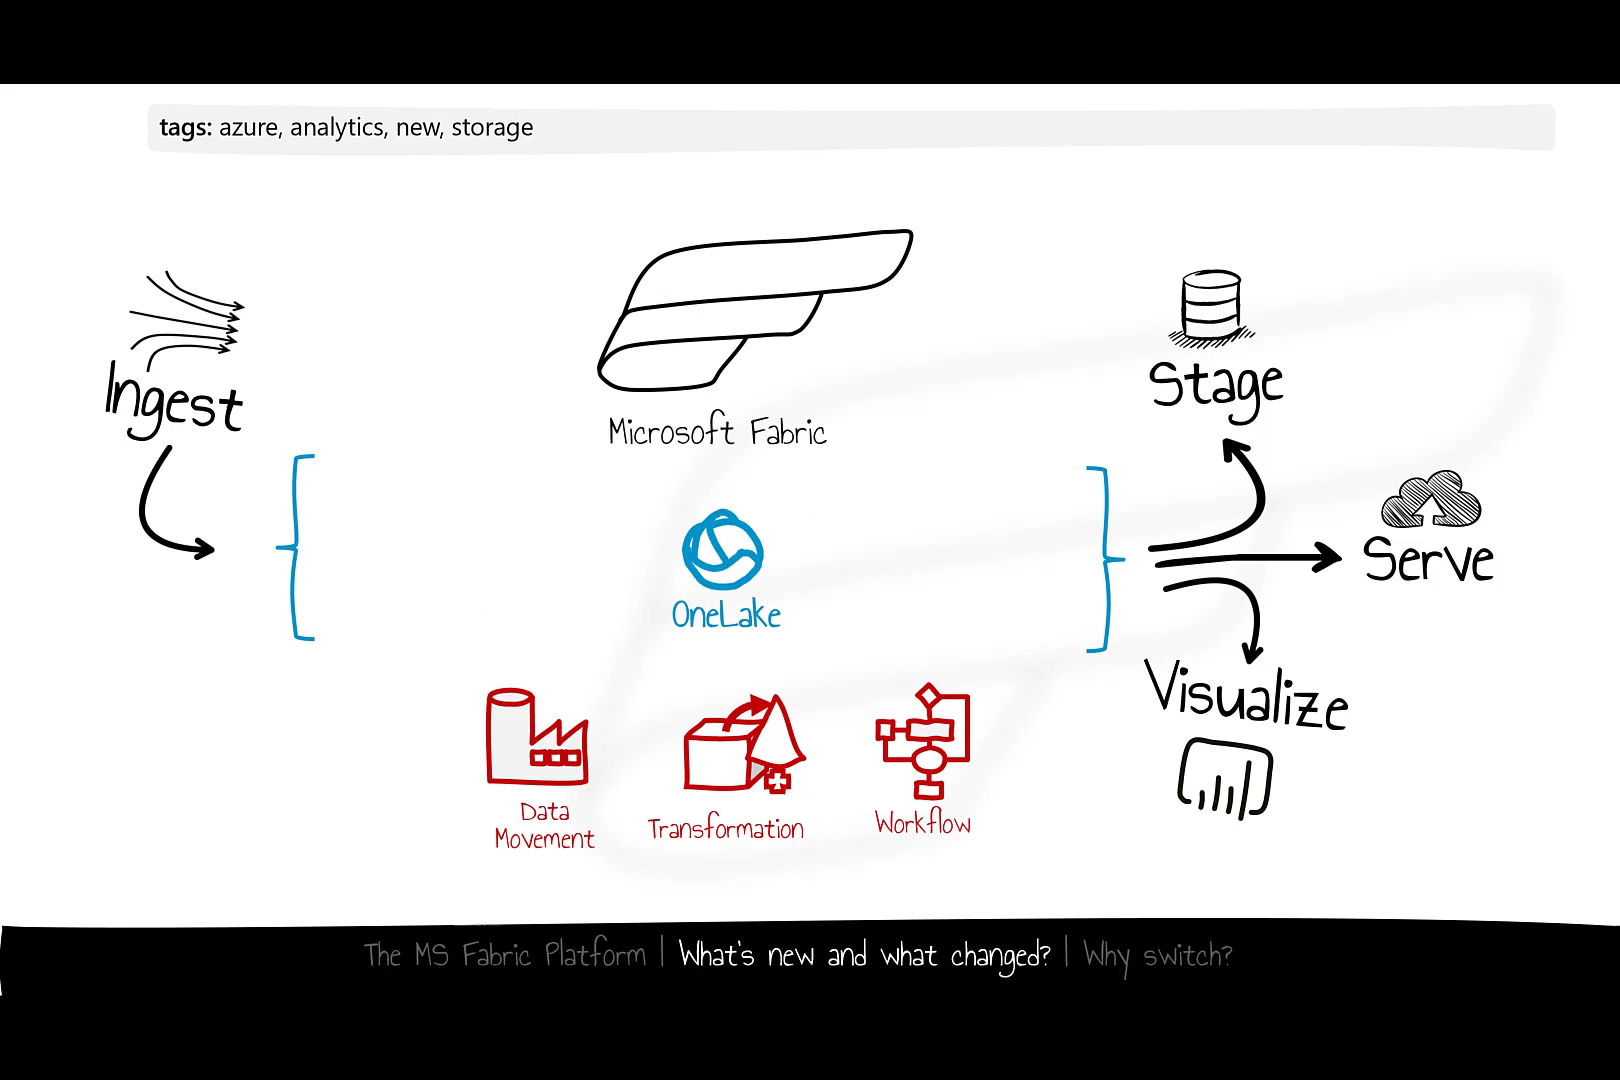 tags: azure, analytics, new, storage
Ingest
Microsoft Fabric
OneLake
Data
Movement
Transformation
Workflow
Stage
Serve
Visualize
The MS Fabric Platform | What's new and what changed? | Why switch?